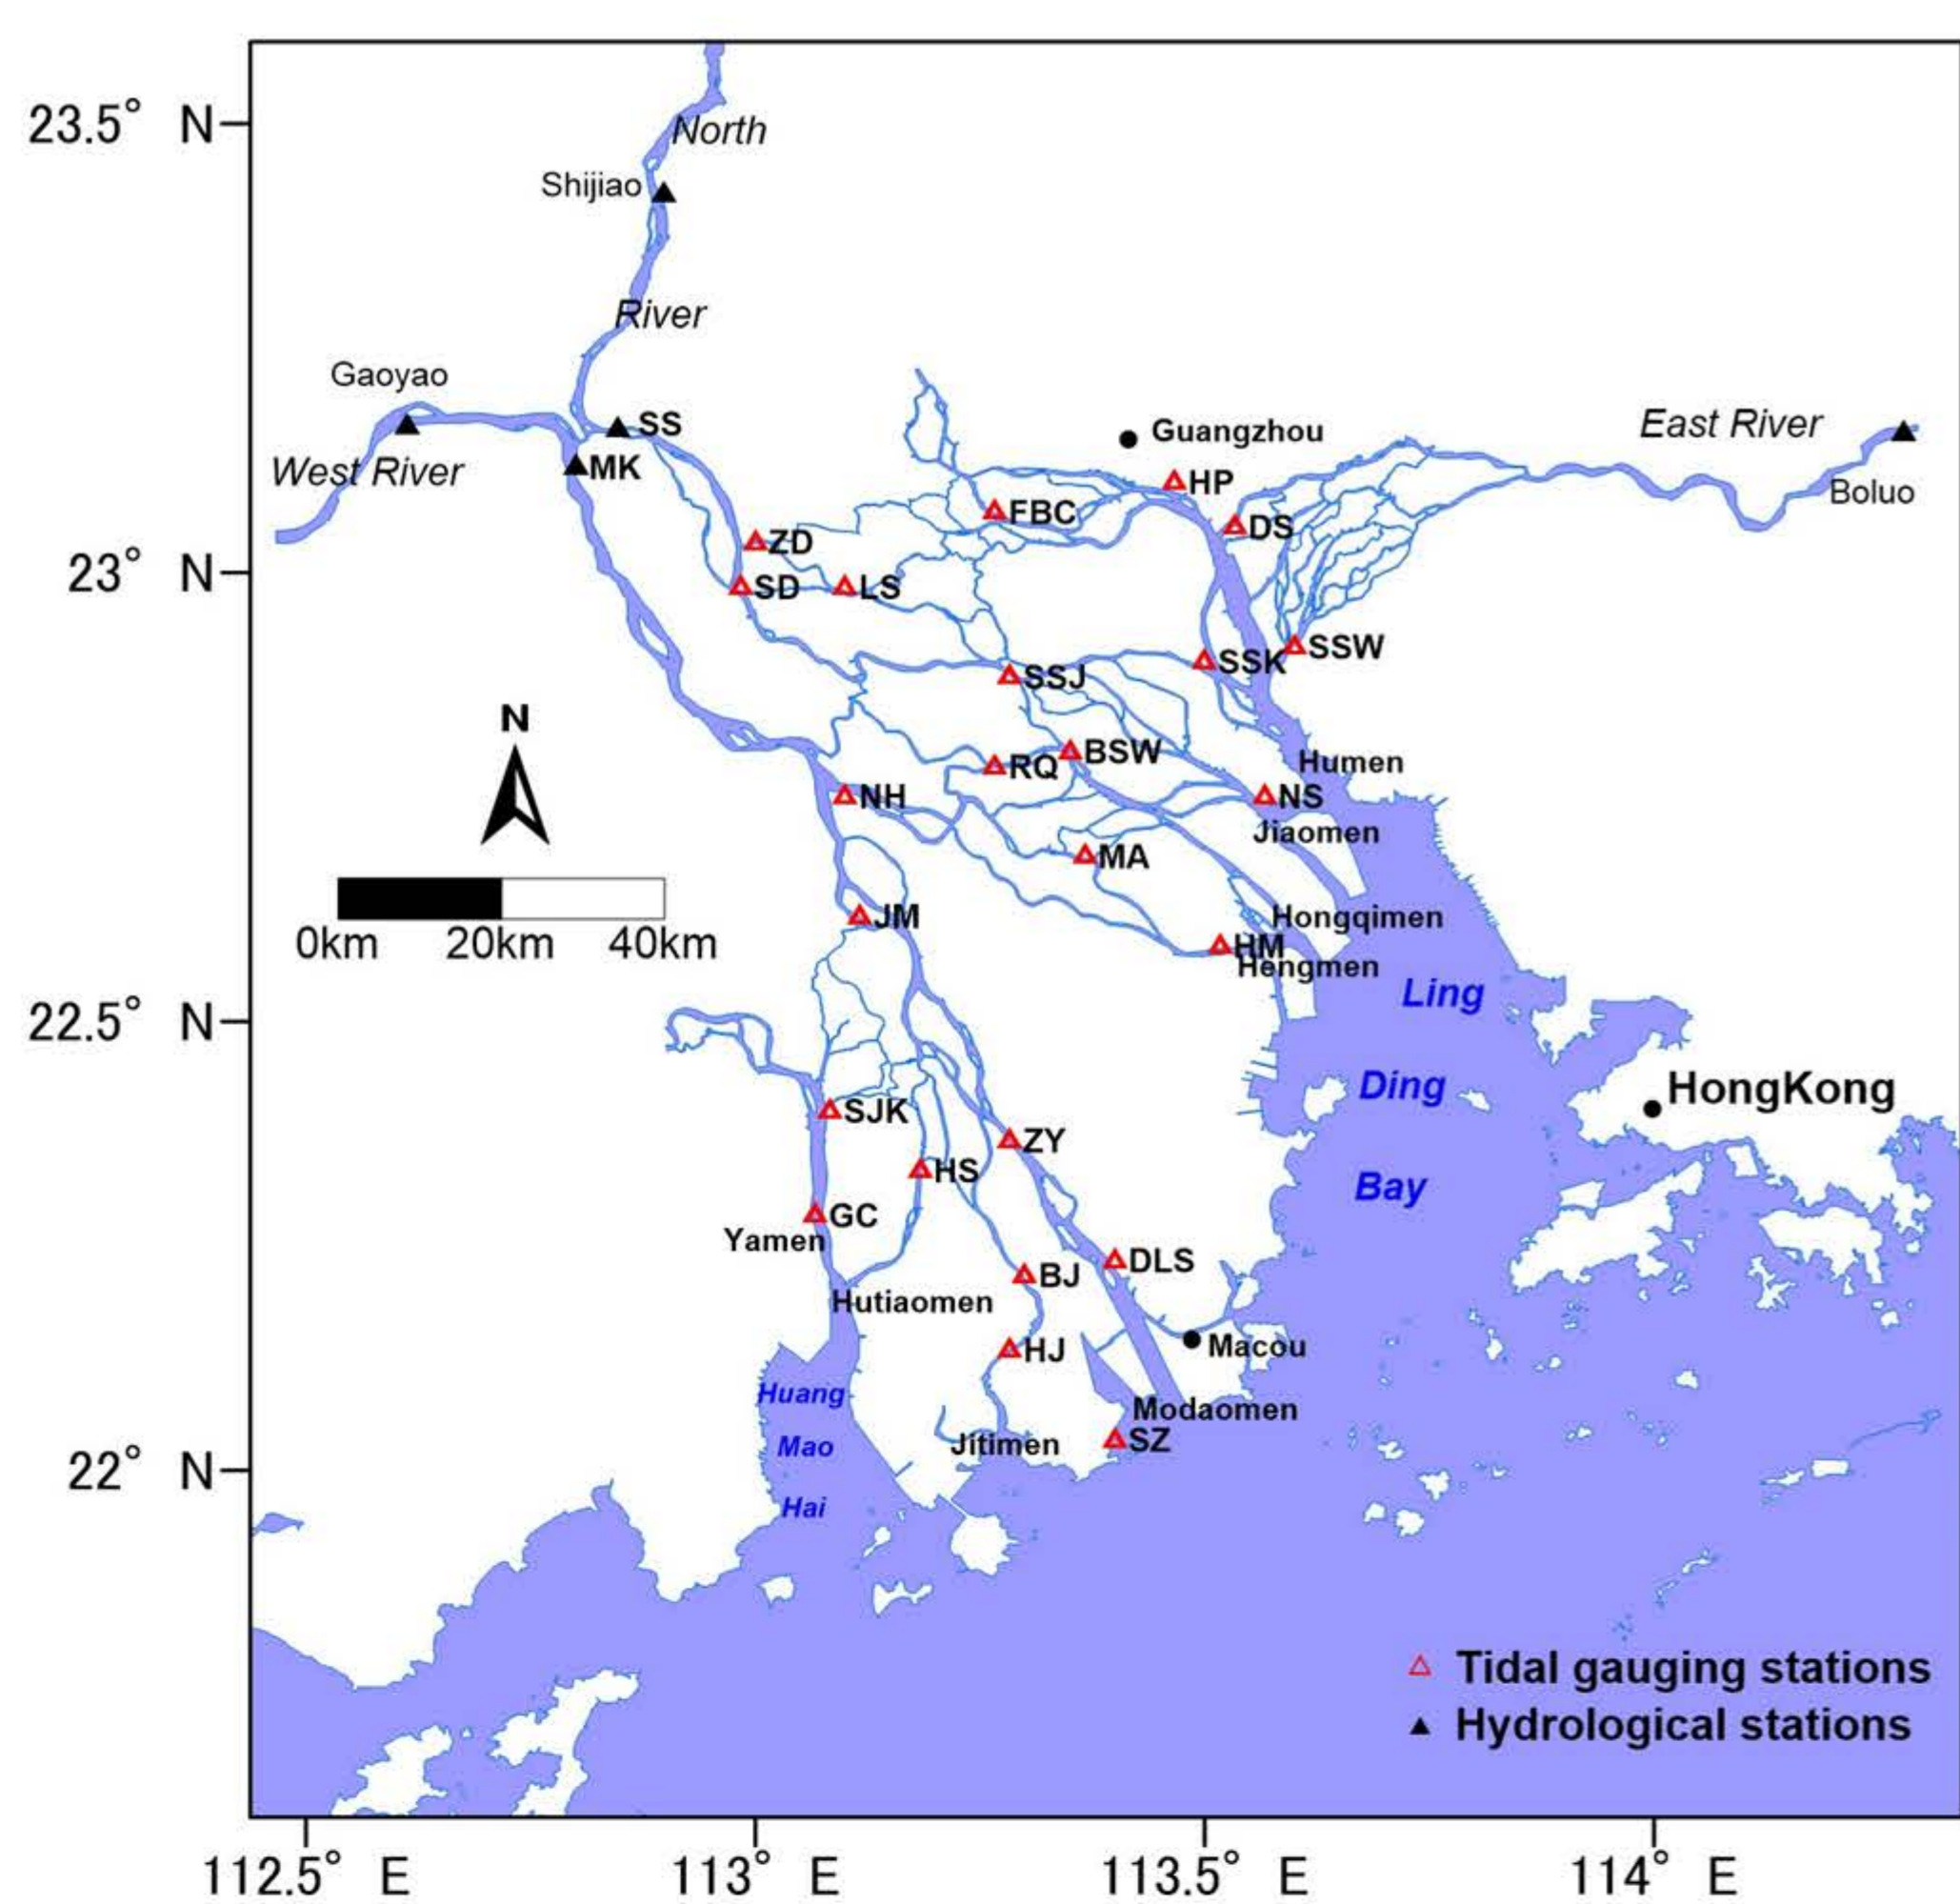 23.5° N
North
Shijiao
River
Gaoyao
SS
Guangzhou
East River
West River
MK
HP
Boluo
FBC
DS
ZD
23° N
SD
LS
SSW
SSK
SSJ
N
BSW
Humen
RQ
NH
NS
Jiaomen
MA
JM
Hongqimen
0km 20km 40km
HM
Hengmen
Ling
22.5° N
Ding
HongKong
SJK
ZY
HS
Bay
GC
Yamen
DLS
BJ
Hutiaomen
HJ
Macou
Huang
Modaomen
Mao
Jitimen
SZ
22° N
Hai
Tidal gauging stations
Hydrological stations
112.5° E 113° E 113.5° E 114° E